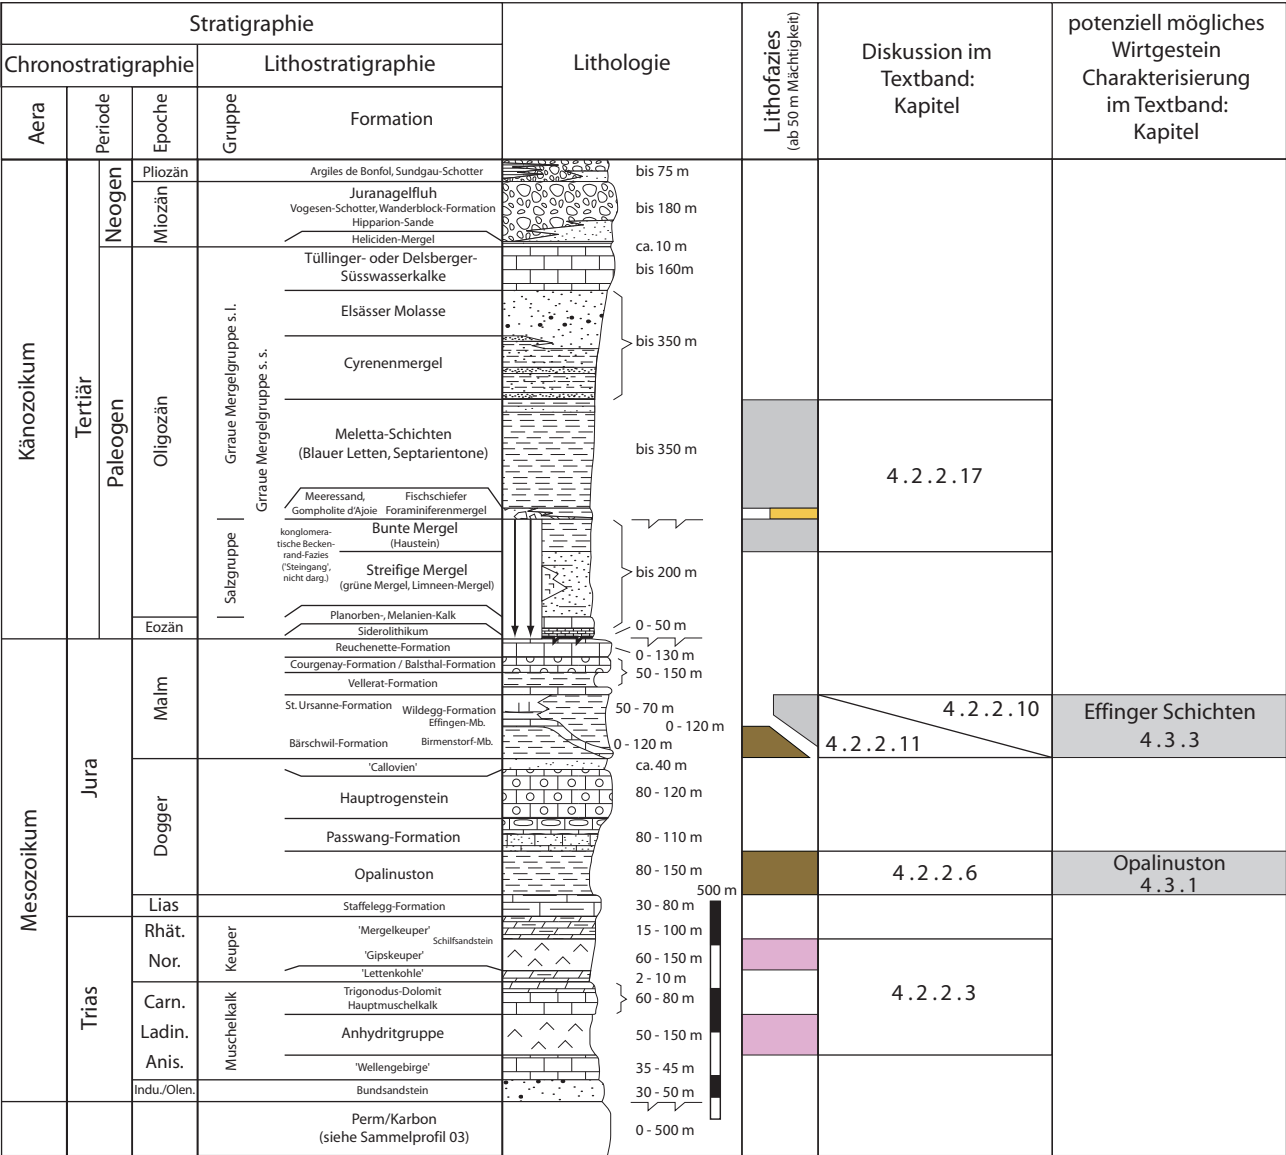 Stratigraphie
Chronostratigraphie
Lithostratigraphie
Aera
Periode
Epoche
Gruppe
Formation
Lithologie
Lithofazies
(ab 50 m Mächtigkeit)
Diskussion im
Textband:
Kapitel
potenziell mögliches
Wirtgestein
Charakterisierung
im Textband:
Kapitel
Känozoikum
Tertiär
Neogen
Paleogen
Pliozän
Miozän
Oligozän
Eozän
Graue Mergelgruppe s.l.
Grraue Mergelgruppe s. s.
Salzgruppe
Argiles de Bonfol, Sundgau-Schotter
bis 75 m
Juranagelfluh
Vogesen-Schotter, Wanderblock-Formation
Hipparion-Sande
bis 180 m
Heliciden-Mergel
ca. 10 m
Tüllinger- oder Delsberger-
Süsswasserkalke
bis 160m
Elsässer Molasse
bis 350 m
Cyrenenmergel
Meletta-Schichten
(Blauer Letten, Septarientone)
bis 350 m
4.2.2.17
Meeressand,
Gompholite d'Ajoie
Fischschiefer
Foraminiferenmergel
konglomera-
tische Becken-
rand-Fazies
('Steingang',
nicht darg.)
Bunte Mergel
(Haustein)
Streifige Mergel
(grüne Mergel, Limneen-Mergel)
bis 200 m
Planorben-, Melanien-Kalk
Siderolithikum
0 - 50 m
Mesozoikum
Jura
Trias
Malm
Dogger
Lias
Rhät.
Nor.
Carn.
Ladin.
Anis.
Indu./Olen.
Keuper
Muschelkalk
Reuchenette-Formation
0 - 130 m
Courgenay-Formation / Balsthal-Formation
50 - 150 m
Vellerat-Formation
St. Ursanne-Formation
Wildegg-Formation
Effingen-Mb.
50 - 70 m
0 - 120 m
Bärschwil-Formation
Birmenstorf-Mb.
0 - 120 m
4.2.2.10
4.2.2.11
Effinger Schichten
4.3.3
'Callovien'
ca. 40 m
Hauptrogenstein
80 - 120 m
Passwang-Formation
80 - 110 m
Opalinuston
80 - 150 m
4.2.2.6
Opalinuston
4.3.1
500 m
Staffelegg-Formation
30 - 80 m
'Mergelkeuper'
Schilfsandstein
15 - 100 m
'Gipskeuper'
60 - 150 m
'Lettenkohle'
2 - 10 m
Trigonodus-Dolomit
Hauptmuschelkalk
60 - 80 m
4.2.2.3
Anhydritgruppe
50 - 150 m
'Wellengebirge'
35 - 45 m
Bundsandstein
30 - 50 m
Perm/Karbon
(siehe Sammelprofil 03)
0 - 500 m